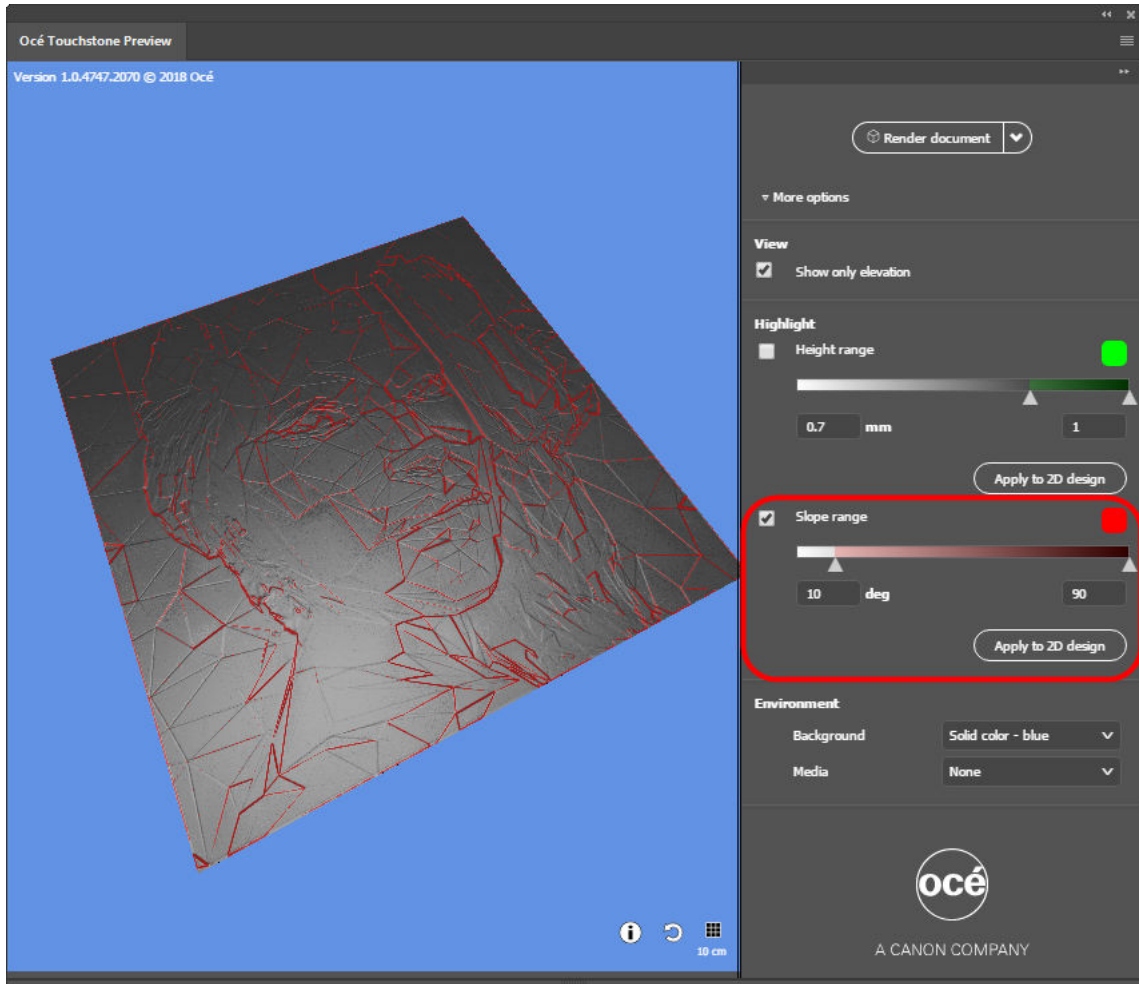 Océ Touchstone Preview
Version 1.0.4747.2070 © 2018 Océ
Render document
More options
View
Show only elevation
Highlight
Height range
0.7 mm 1
Apply to 2D design
Slope range
10 deg 90
Apply to 2D design
Environment
Background Solid color - blue
Media None
océ
A CANON COMPANY
10 cm